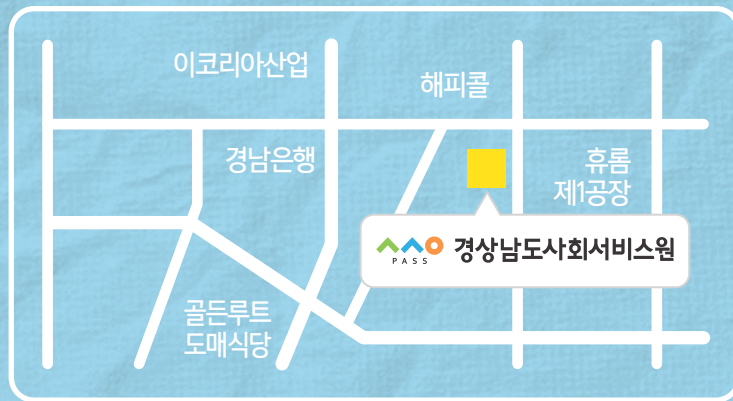 이코리아산업
해피콜
경남은행
휴롬
제1공장
PASS
경상남도사회서비스원
골든루트
도매식당